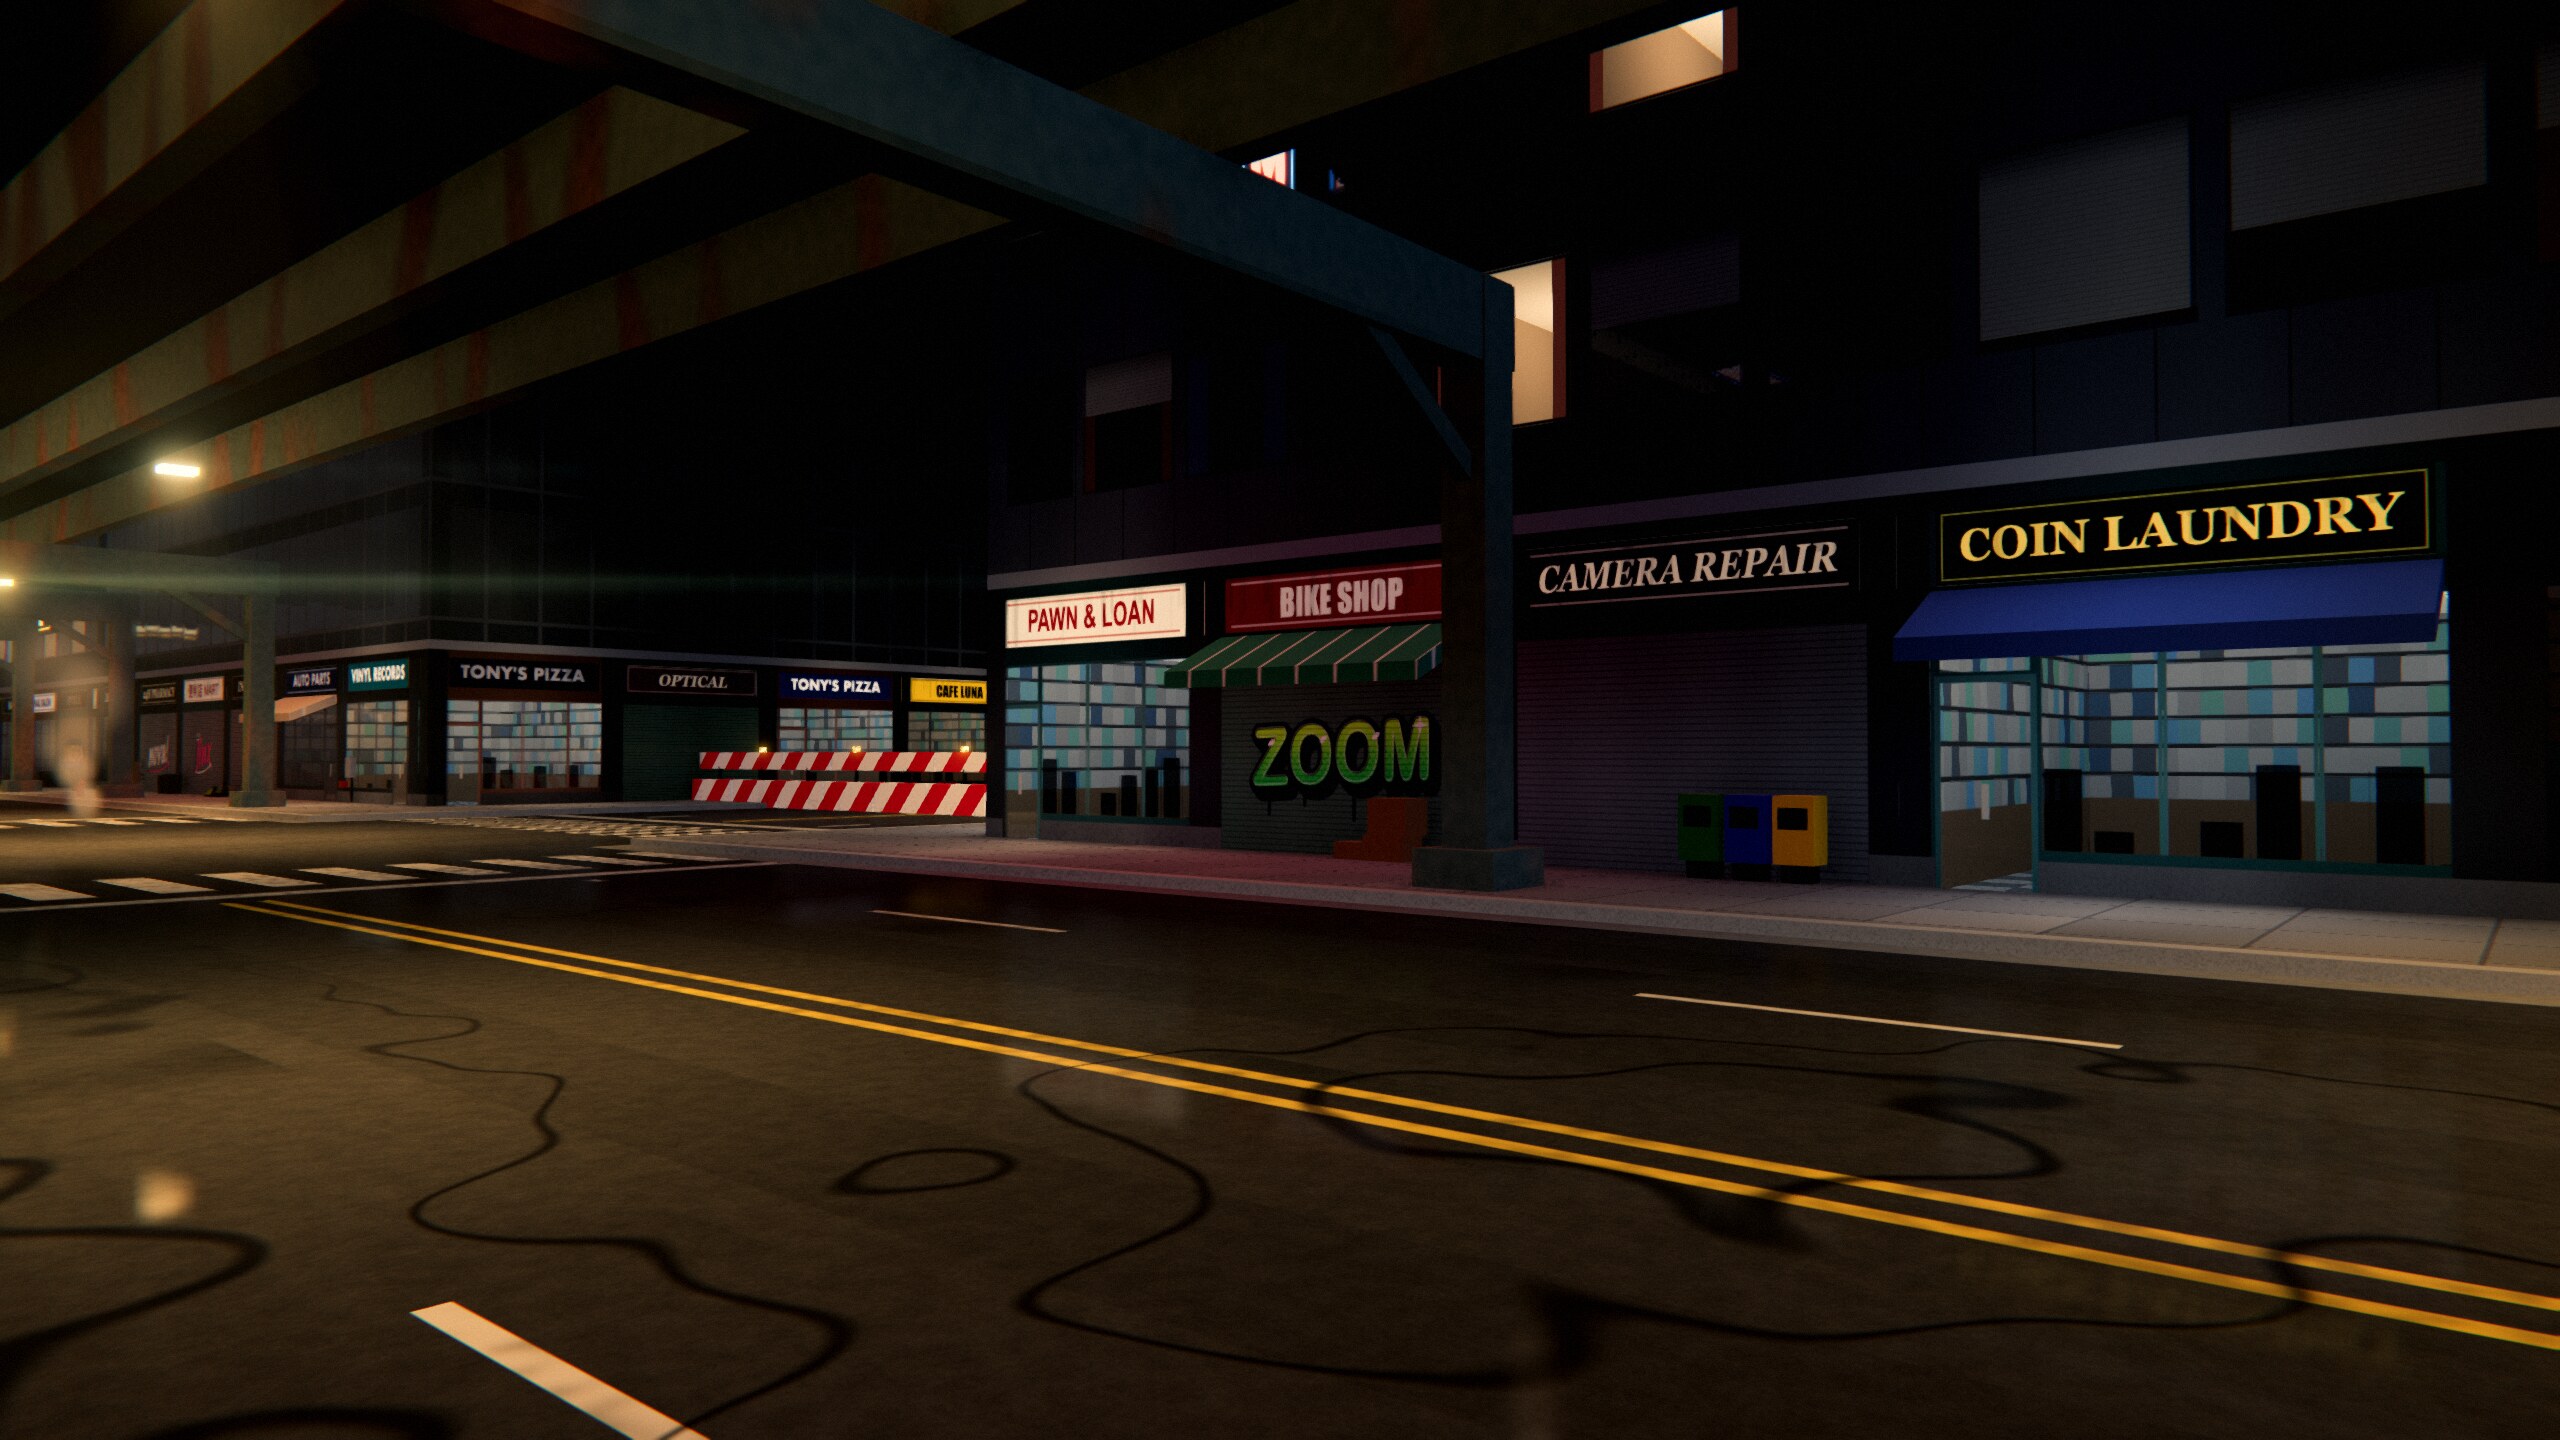 PAWN & LOAN
BIKE SHOP
CAMERA REPAIR
COIN LAUNDRY
ZOOM
AUTO PARTS
VINYL RECORDS
TONY'S PIZZA
OPTICAL
TONY'S PIZZA
CAFE LUNA